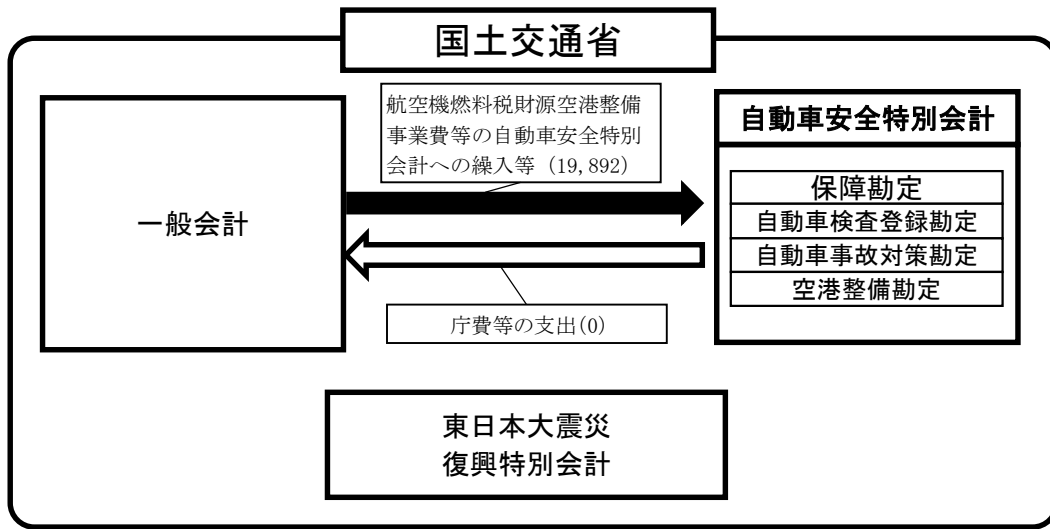 国土交通省
航空機燃料税財源空港整備
事業費等の自動車安全特別
会計への繰入等 (19,892)
一般会計
自動車安全特別会計
保障勘定
自動車検査登録勘定
自動車事故対策勘定
空港整備勘定
庁費等の支出(0)
東日本大震災
復興特別会計